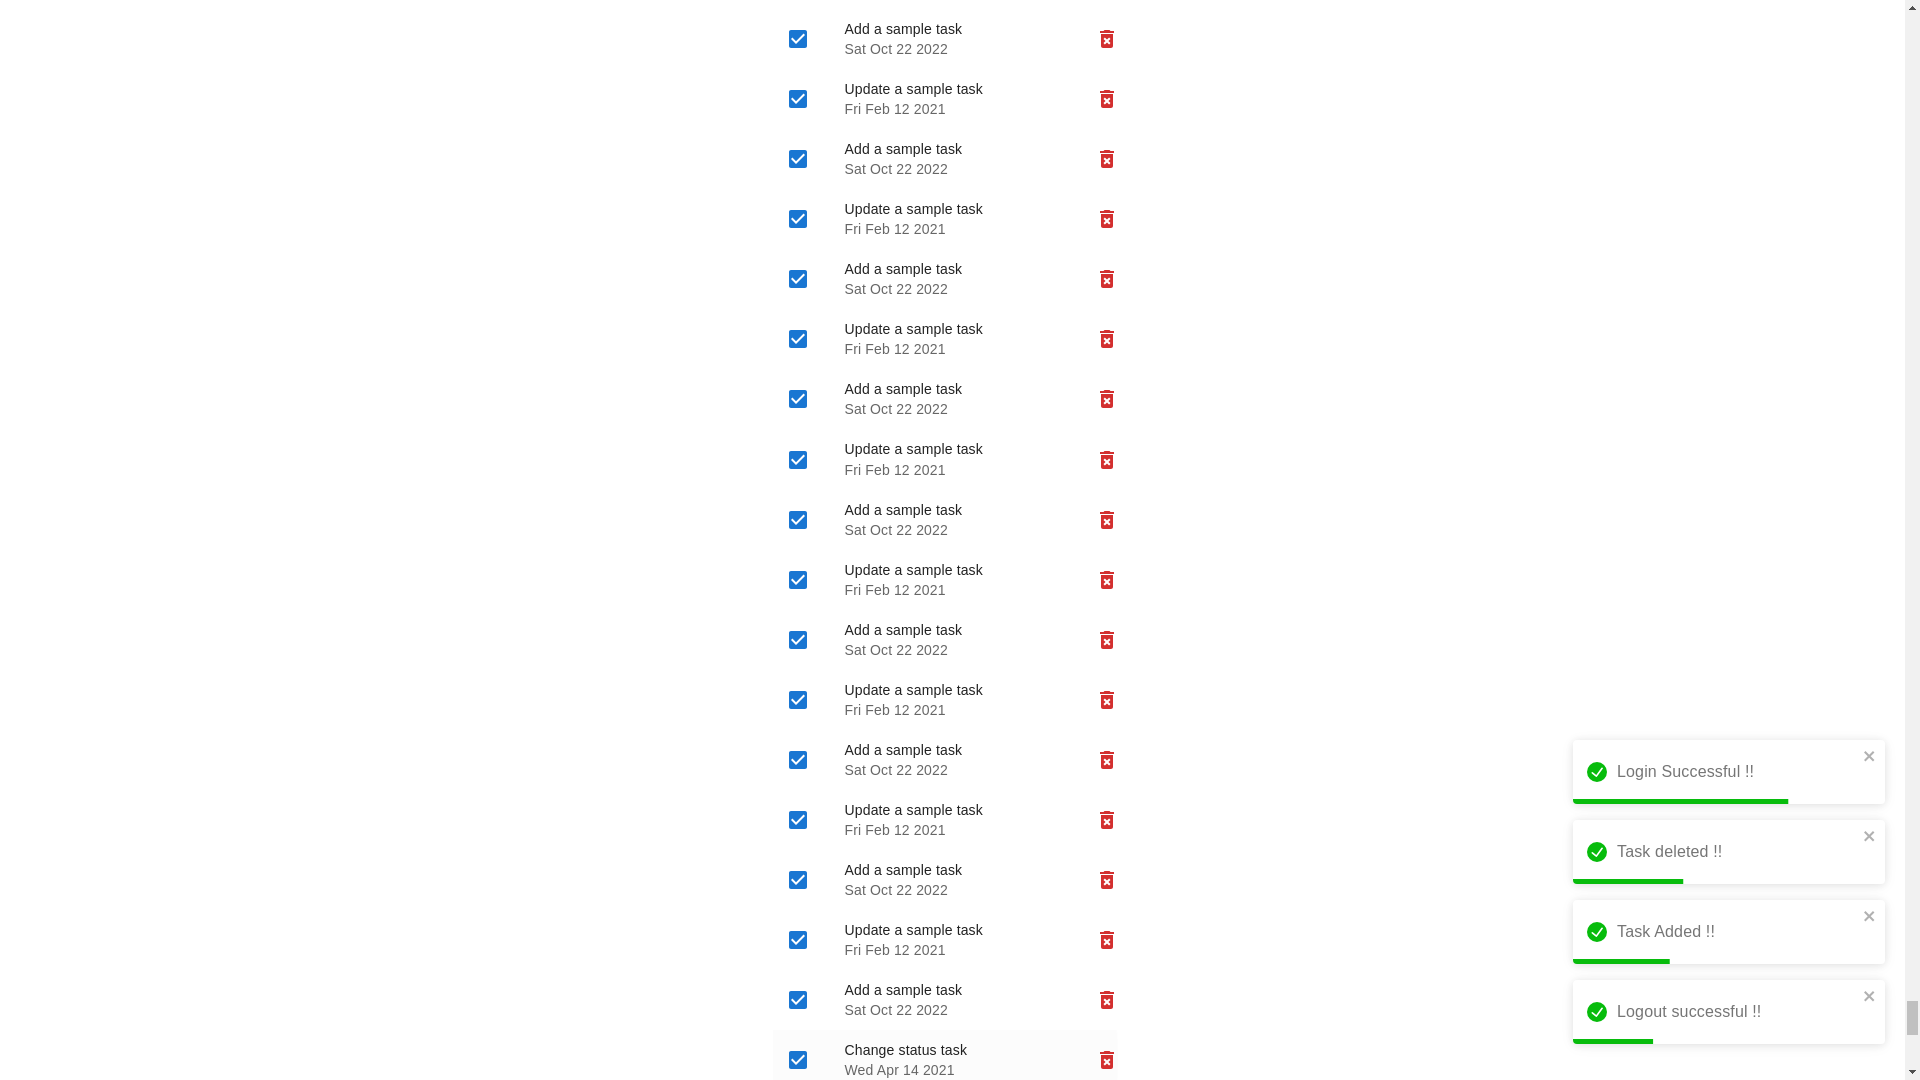 Add a sample task
Sat Oct 22 2022
Update a sample task
Fri Feb 12 2021
Add a sample task
Sat Oct 22 2022
Update a sample task
Fri Feb 12 2021
Add a sample task
Sat Oct 22 2022
Update a sample task
Fri Feb 12 2021
Add a sample task
Sat Oct 22 2022
Update a sample task
Fri Feb 12 2021
Add a sample task
Sat Oct 22 2022
Update a sample task
Fri Feb 12 2021
Add a sample task
Sat Oct 22 2022
Update a sample task
Fri Feb 12 2021
Add a sample task
Sat Oct 22 2022
Update a sample task
Fri Feb 12 2021
Add a sample task
Sat Oct 22 2022
Update a sample task
Fri Feb 12 2021
Add a sample task
Sat Oct 22 2022
Change status task
Wed Apr 14 2021
Login Successful !!
Task deleted !!
Task Added !!
Logout successful !!